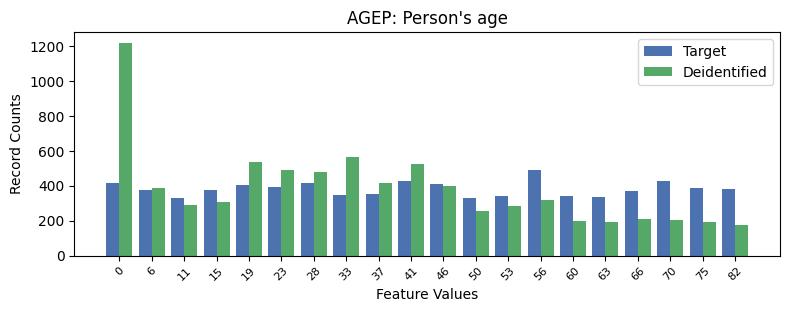 AGEP: Person's age
Record Counts
1200
1000
800
600
400
200
0
Target
Deidentified
0 6 11 15 19 23 28 33 37 41 46 50 53 56 60 63 66 70 75 82
Feature Values